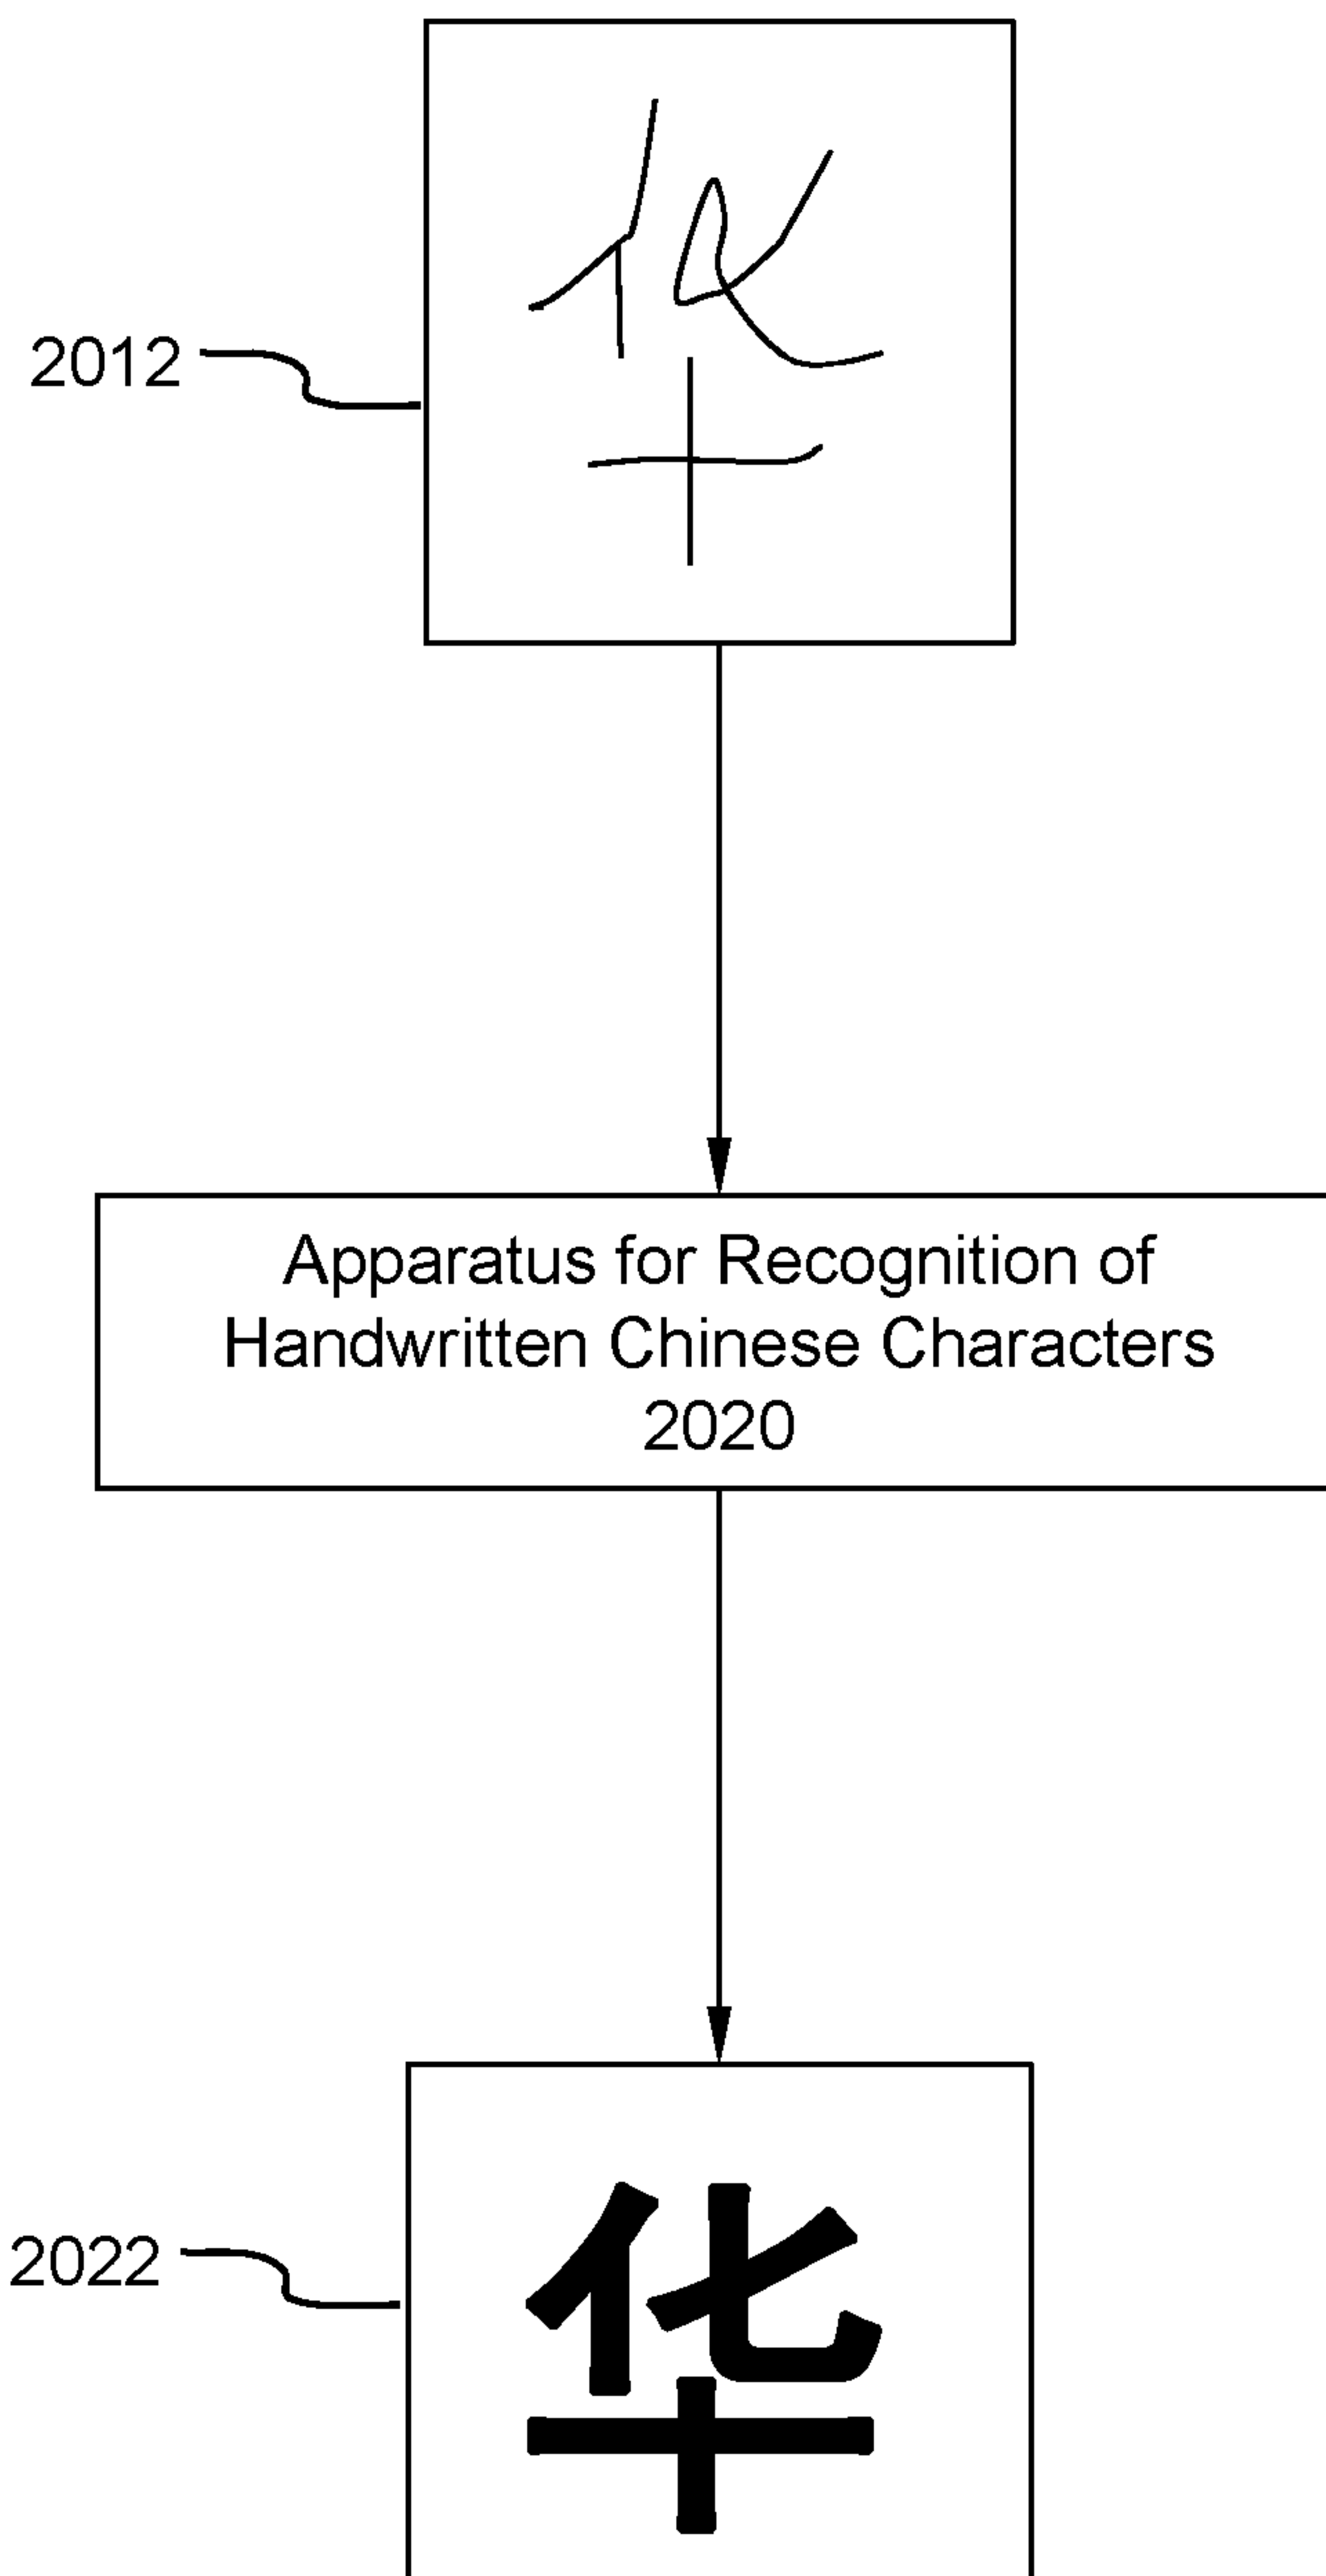 华
2012
Apparatus for Recognition of
Handwritten Chinese Characters
2020
2022
华